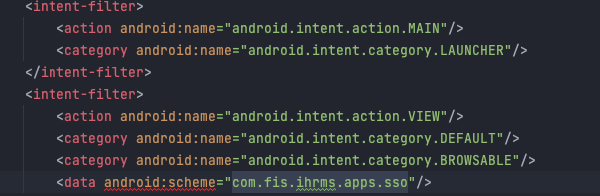 <intent-filter>
<action android:name="android.intent.action.MAIN"/>
<category android:name="android.intent.category.LAUNCHER"/>
</intent-filter>
<intent-filter>
<action android:name="android.intent.action.VIEW"/>
<category android:name="android.intent.category.DEFAULT"/>
<category android:name="android.intent.category.BROWSABLE"/>
<data android:scheme="com.fis.ihrms.apps.sso"/>